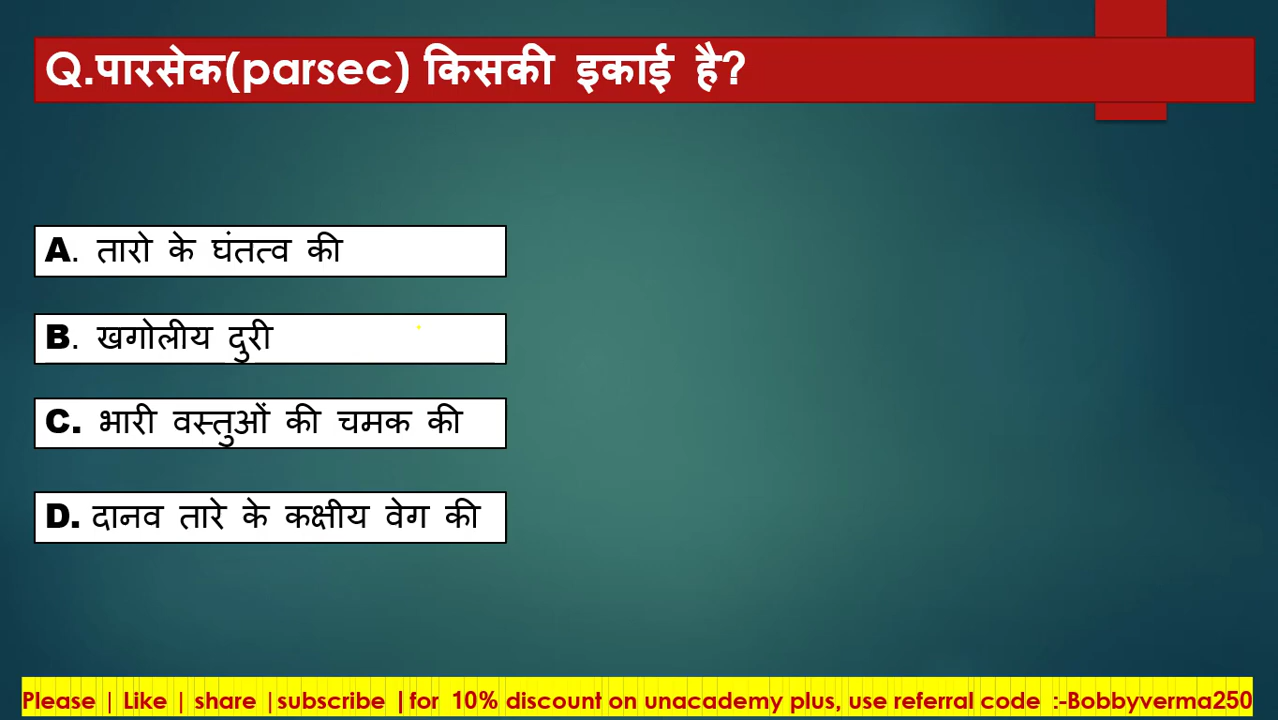 Q.पारसेक(parsec) किसकी इकाई है?
A. तारो के घंतत्व की
B. खगोलीय दुरी
C. भारी वस्तुओं की चमक की
D. दानव तारे के कक्षीय वेग की
Please | Like | share |subscribe |for 10% discount on unacademy plus, use referral code :-Bobbyverma250